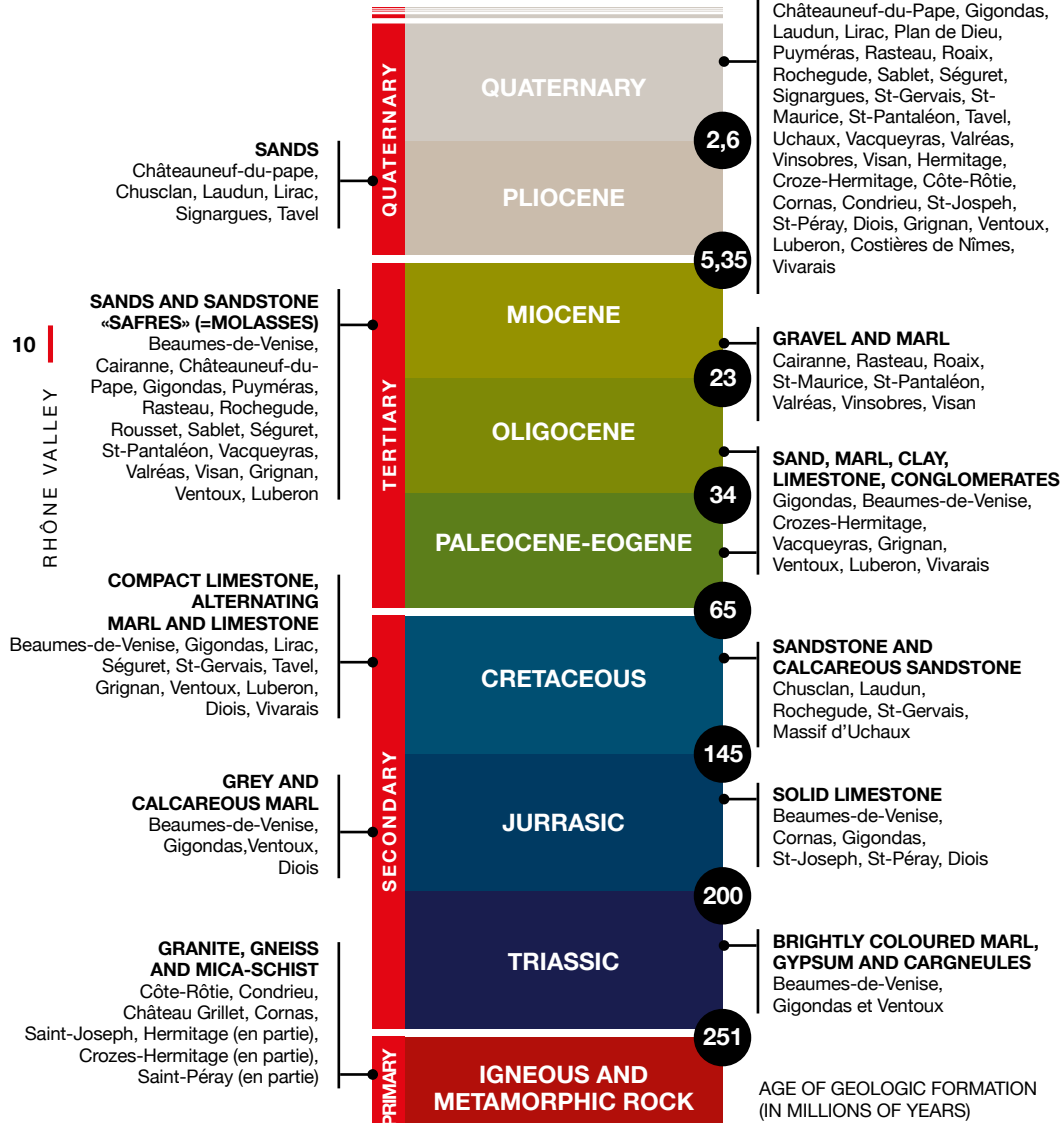 Châteauneuf-du-Pape, Gigondas,
Laudun, Lirac, Plan de Dieu,
Puyméras, Rasteau, Roaix,
Rochegude, Sablet, Séguret,
Signargues, St-Gervais, St-
Maurice, St-Pantaléon, Tavel,
Uchaux, Vacqueyras, Valréas,
Vinsobres, Visan, Hermitage,
Croze-Hermitage, Côte-Rôtie,
Cornas, Condrieu, St-Jospeh,
St-Péray, Diois, Grignan, Ventoux,
Luberon, Costières de Nîmes,
Vivarais
QUATERNARY
QUATERNARY
2,6
SANDS
Châteauneuf-du-pape,
Chusclan, Laudun, Lirac,
Signargues, Tavel
PLIOCENE
5,35
10
RHÔNE VALLEY
SANDS AND SANDSTONE
«SAFRES» (=MOLASSES)
Beaumes-de-Venise,
Cairanne, Châteauneuf-du-
Pape, Gigondas, Puyméras,
Rasteau, Rochegude,
Rousset, Sablet, Séguret,
St-Pantaléon, Vacqueyras,
Valréas, Visan, Grignan,
Ventoux, Luberon
TERTIARY
MIOCENE
GRAVEL AND MARL
Cairanne, Rasteau, Roaix,
St-Maurice, St-Pantaléon,
Valréas, Vinsobres, Visan
23
OLIGOCENE
34
SAND, MARL, CLAY,
LIMESTONE, CONGLOMERATES
Gigondas, Beaumes-de-Venise,
Crozes-Hermitage,
Vacqueyras, Grignan,
Ventoux, Luberon, Vivarais
PALEOCENE-EOGENE
65
COMPACT LIMESTONE,
ALTERNATING
MARL AND LIMESTONE
Beaumes-de-Venise, Gigondas, Lirac,
Séguret, St-Gervais, Tavel,
Grignan, Ventoux, Luberon,
Diois, Vivarais
SECONDARY
CRETACEOUS
SANDSTONE AND
CALCAREOUS SANDSTONE
Chusclan, Laudun,
Rochegude, St-Gervais,
Massif d'Uchaux
145
GREY AND
CALCAREOUS MARL
Beaumes-de-Venise,
Gigondas,Ventoux,
Diois
JURRASIC
SOLID LIMESTONE
Beaumes-de-Venise,
Cornas, Gigondas,
St-Joseph, St-Péray, Diois
200
TRIASSIC
BRIGHTLY COLOURED MARL,
GYPSUM AND CARGNEULES
Beaumes-de-Venise,
Gigondas et Ventoux
251
GRANITE, GNEISS
AND MICA-SCHIST
Côte-Rôtie, Condrieu,
Château Grillet, Cornas,
Saint-Joseph, Hermitage (en partie),
Crozes-Hermitage (en partie),
Saint-Péray (en partie)
PRIMARY
IGNEOUS AND
METAMORPHIC ROCK
AGE OF GEOLOGIC FORMATION
(IN MILLIONS OF YEARS)